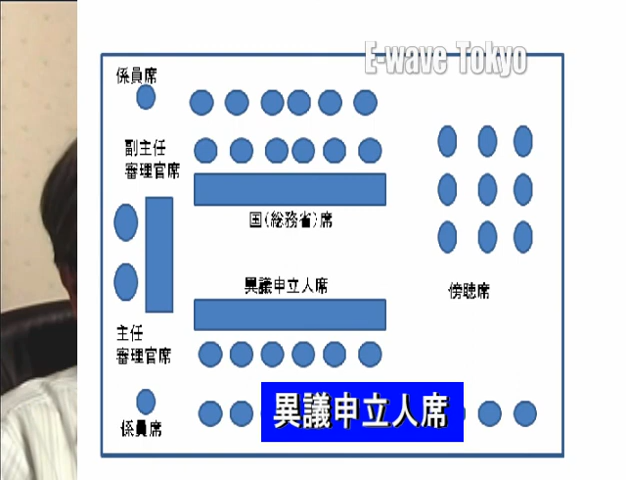 E-wave Tokyo
係員席
副主任
審理官席
国(総務省)席
異議申立人席
傍聴席
主任
審理官席
係員席
異議申立人席